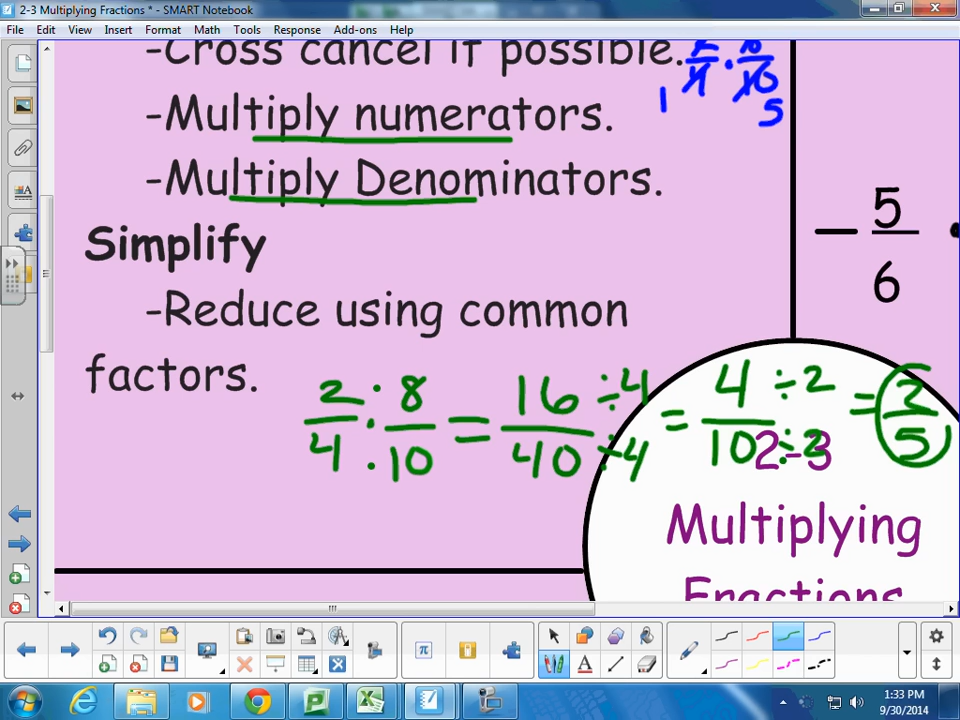 2-3 Multiplying Fractions * - SMART Notebook
File Edit View Insert Format Math Tools Response Add-ons Help
-Cross cancel if possible.
1 5
-Multiply numerators.
-Multiply Denominators.
Simplify
-Reduce using common
factors.
2/4 · 8/10 = 16/40 ÷4/÷4 = 4/10 ÷2/÷2 = 2/5
- 5/6 ·
2-3
Multiplying
Fractions
1:33 PM
9/30/2014